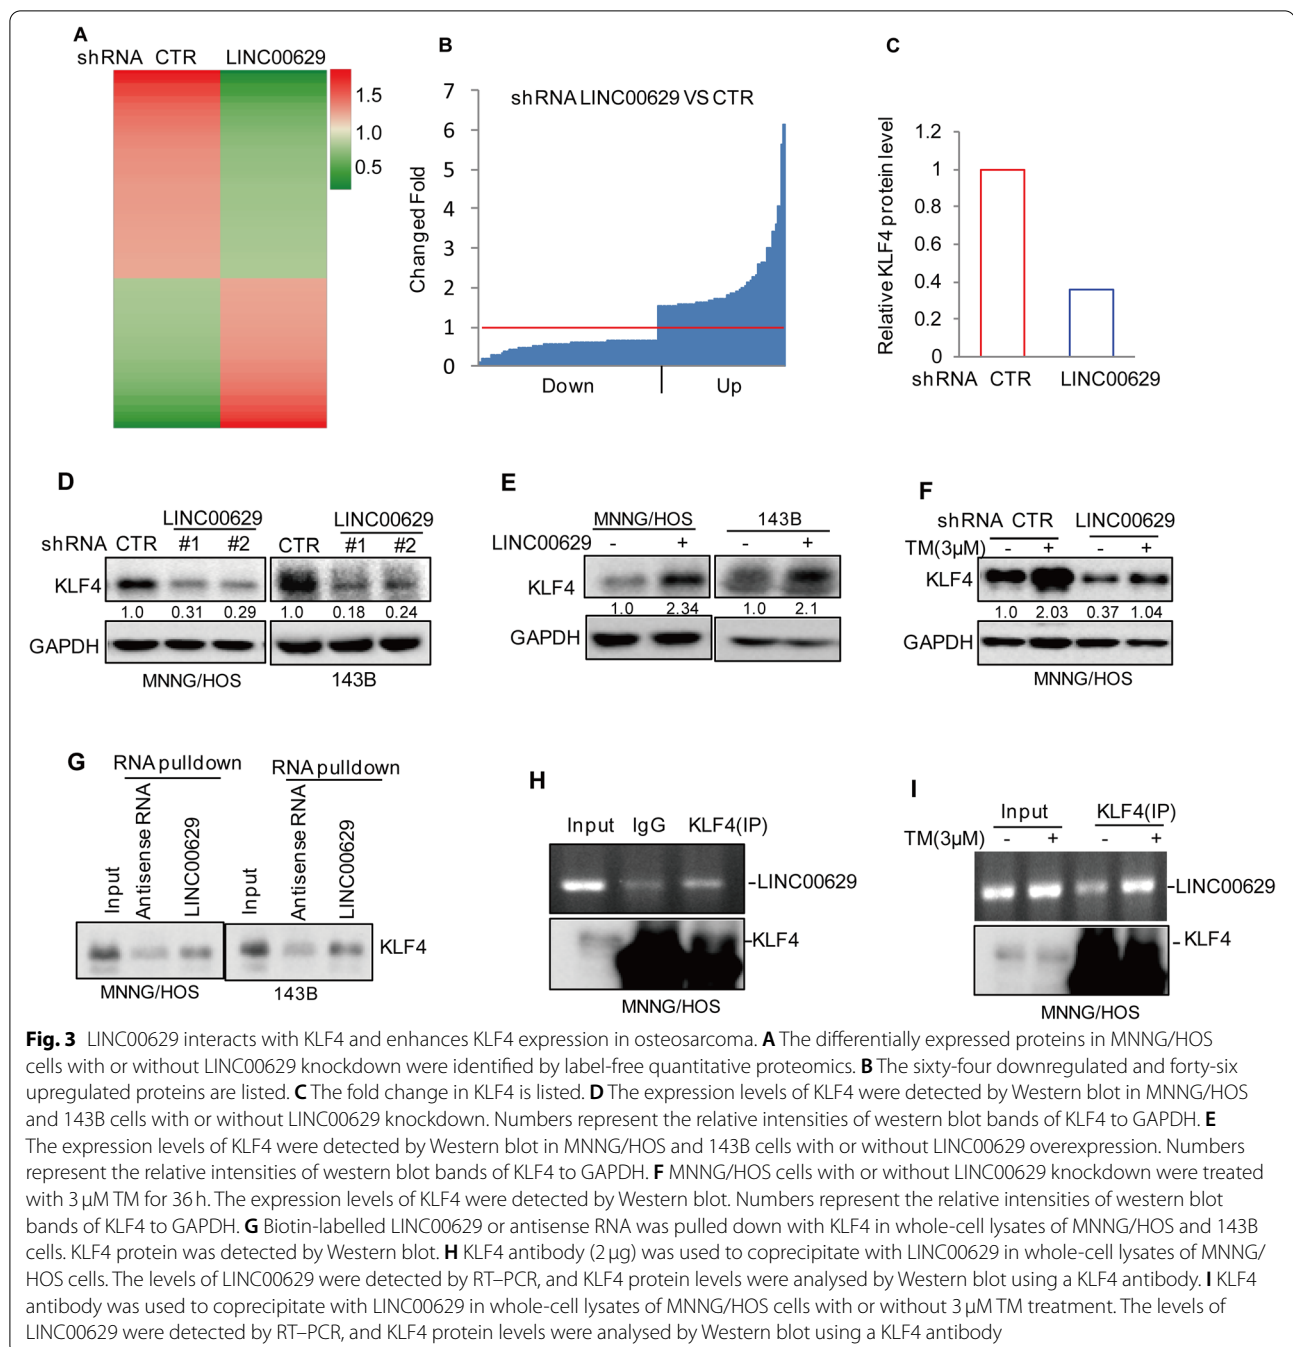 A
shRNA CTR LINC00629
1.5
1.0
0.5
B
shRNA LINC00629 VS CTR
Changed Fold
7
6
5
4
3
2
1
0
Down Up
C
Relative KLF4 protein level
1.2
1
0.8
0.6
0.4
0.2
0
shRNA CTR LINC00629
D
LINC00629 LINC00629
shRNA CTR #1 #2 CTR #1 #2
KLF4
1.0 0.31 0.29 1.0 0.18 0.24
GAPDH
MNNG/HOS 143B
E
MNNG/HOS 143B
LINC00629 - + - +
KLF4
1.0 2.34 1.0 2.1
GAPDH
F
shRNA CTR LINC00629
TM(3μM) - + - +
KLF4
1.0 2.03 0.37 1.04
GAPDH
MNNG/HOS
G
RNA pulldown RNA pulldown
Input Antisense RNA LINC00629 Input Antisense RNA LINC00629
KLF4
MNNG/HOS 143B
H
Input IgG KLF4(IP)
-LINC00629
-KLF4
MNNG/HOS
I
Input KLF4(IP)
TM(3μM) - + - +
-LINC00629
- KLF4
MNNG/HOS
Fig. 3 LINC00629 interacts with KLF4 and enhances KLF4 expression in osteosarcoma. A The differentially expressed proteins in MNNG/HOS
cells with or without LINC00629 knockdown were identified by label-free quantitative proteomics. B The sixty-four downregulated and forty-six
upregulated proteins are listed. C The fold change in KLF4 is listed. D The expression levels of KLF4 were detected by Western blot in MNNG/HOS
and 143B cells with or without LINC00629 knockdown. Numbers represent the relative intensities of western blot bands of KLF4 to GAPDH. E
The expression levels of KLF4 were detected by Western blot in MNNG/HOS and 143B cells with or without LINC00629 overexpression. Numbers
represent the relative intensities of western blot bands of KLF4 to GAPDH. F MNNG/HOS cells with or without LINC00629 knockdown were treated
with 3 μM TM for 36 h. The expression levels of KLF4 were detected by Western blot. Numbers represent the relative intensities of western blot
bands of KLF4 to GAPDH. G Biotin-labelled LINC00629 or antisense RNA was pulled down with KLF4 in whole-cell lysates of MNNG/HOS and 143B
cells. KLF4 protein was detected by Western blot. H KLF4 antibody (2 μg) was used to coprecipitate with LINC00629 in whole-cell lysates of MNNG/
HOS cells. The levels of LINC00629 were detected by RT–PCR, and KLF4 protein levels were analysed by Western blot using a KLF4 antibody. I KLF4
antibody was used to coprecipitate with LINC00629 in whole-cell lysates of MNNG/HOS cells with or without 3 μM TM treatment. The levels of
LINC00629 were detected by RT–PCR, and KLF4 protein levels were analysed by Western blot using a KLF4 antibody